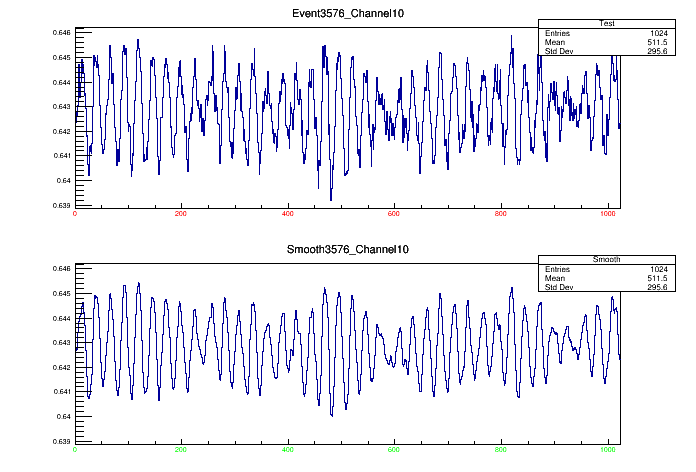 Event3576_Channel10
Test
Entries 1024
Mean 511.5
Std Dev 295.6
0.646
0.645
0.644
0.643
0.642
0.641
0.64
0.639
0 200 400 600 800 1000
Smooth3576_Channel10
Smooth
Entries 1024
Mean 511.5
Std Dev 295.6
0.646
0.645
0.644
0.643
0.642
0.641
0.64
0.639
0 200 400 600 800 1000